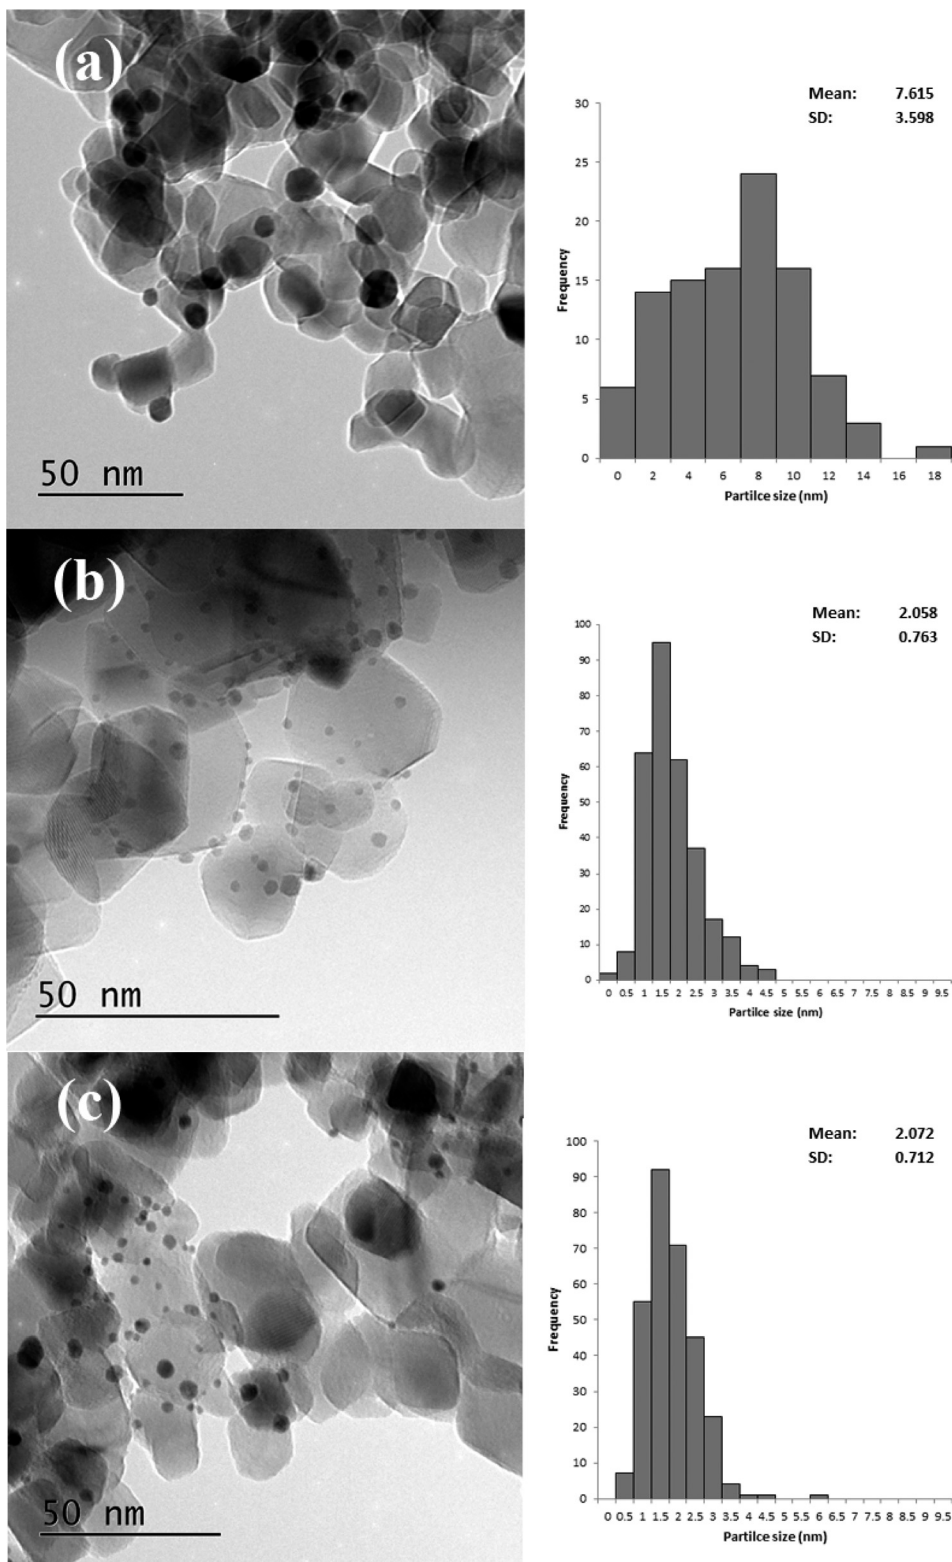 (a)
50 nm
Mean: 7.615
SD: 3.598
30
25
20
15
10
5
0
Frequency
0 2 4 6 8 10 12 14 16 18
Partilce size (nm)
(b)
50 nm
Mean: 2.058
SD: 0.763
100
90
80
70
60
50
40
30
20
10
0
Frequency
0 0.5 1 1.5 2 2.5 3 3.5 4 4.5 5 5.5 6 6.5 7 7.5 8 8.5 9 9.5
Partilce size (nm)
(c)
50 nm
Mean: 2.072
SD: 0.712
100
90
80
70
60
50
40
30
20
10
0
Frequency
0 0.5 1 1.5 2 2.5 3 3.5 4 4.5 5 5.5 6 6.5 7 7.5 8 8.5 9 9.5
Partilce size (nm)